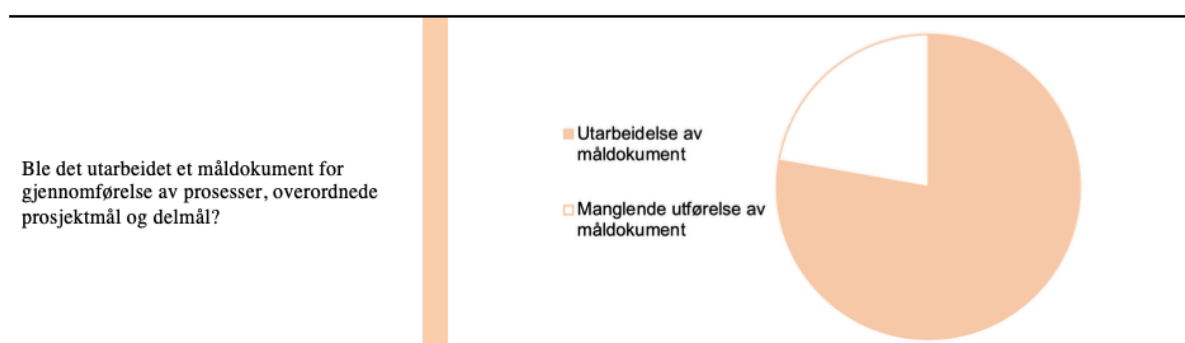 Ble det utarbeidet et måldokument for
gjennomførelse av prosesser, overordnede
prosjektmål og delmål?
Utarbeidelse av
måldokument
Manglende utførelse av
måldokument